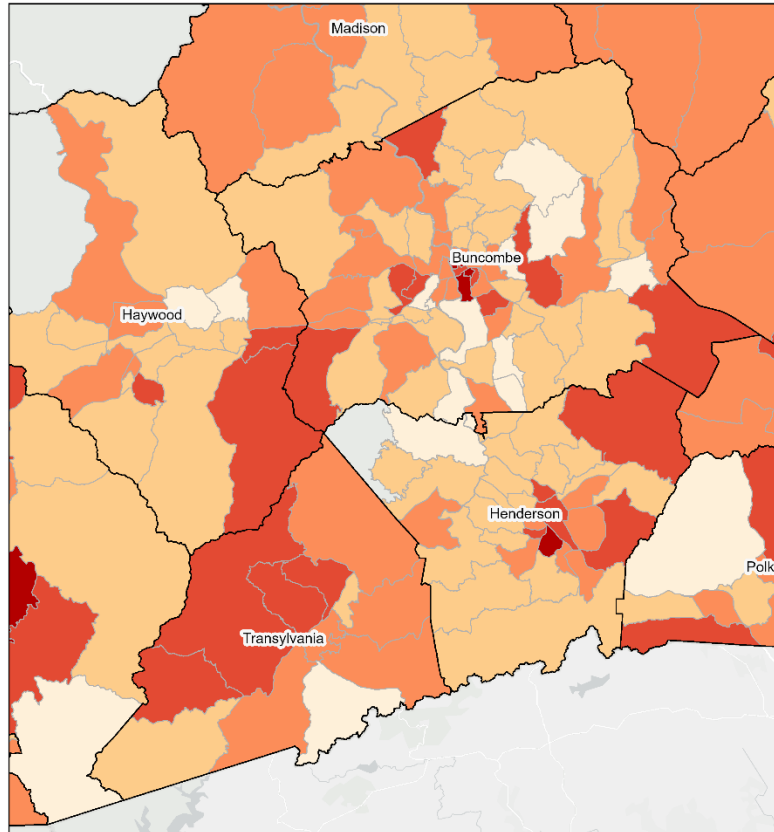 Madison
Buncombe
Haywood
Henderson
Polk
Transylvania